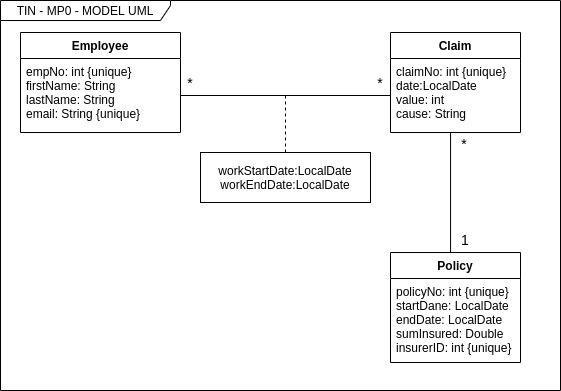 TIN - MP0 - MODEL UML
Employee
empNo: int {unique}
firstName: String
lastName: String
email: String {unique}
*
*
Claim
claimNo: int {unique}
date:LocalDate
value: int
cause: String
workStartDate:LocalDate
workEndDate:LocalDate
*
1
Policy
policyNo: int {unique}
startDane: LocalDate
endDate: LocalDate
sumInsured: Double
insurerID: int {unique}